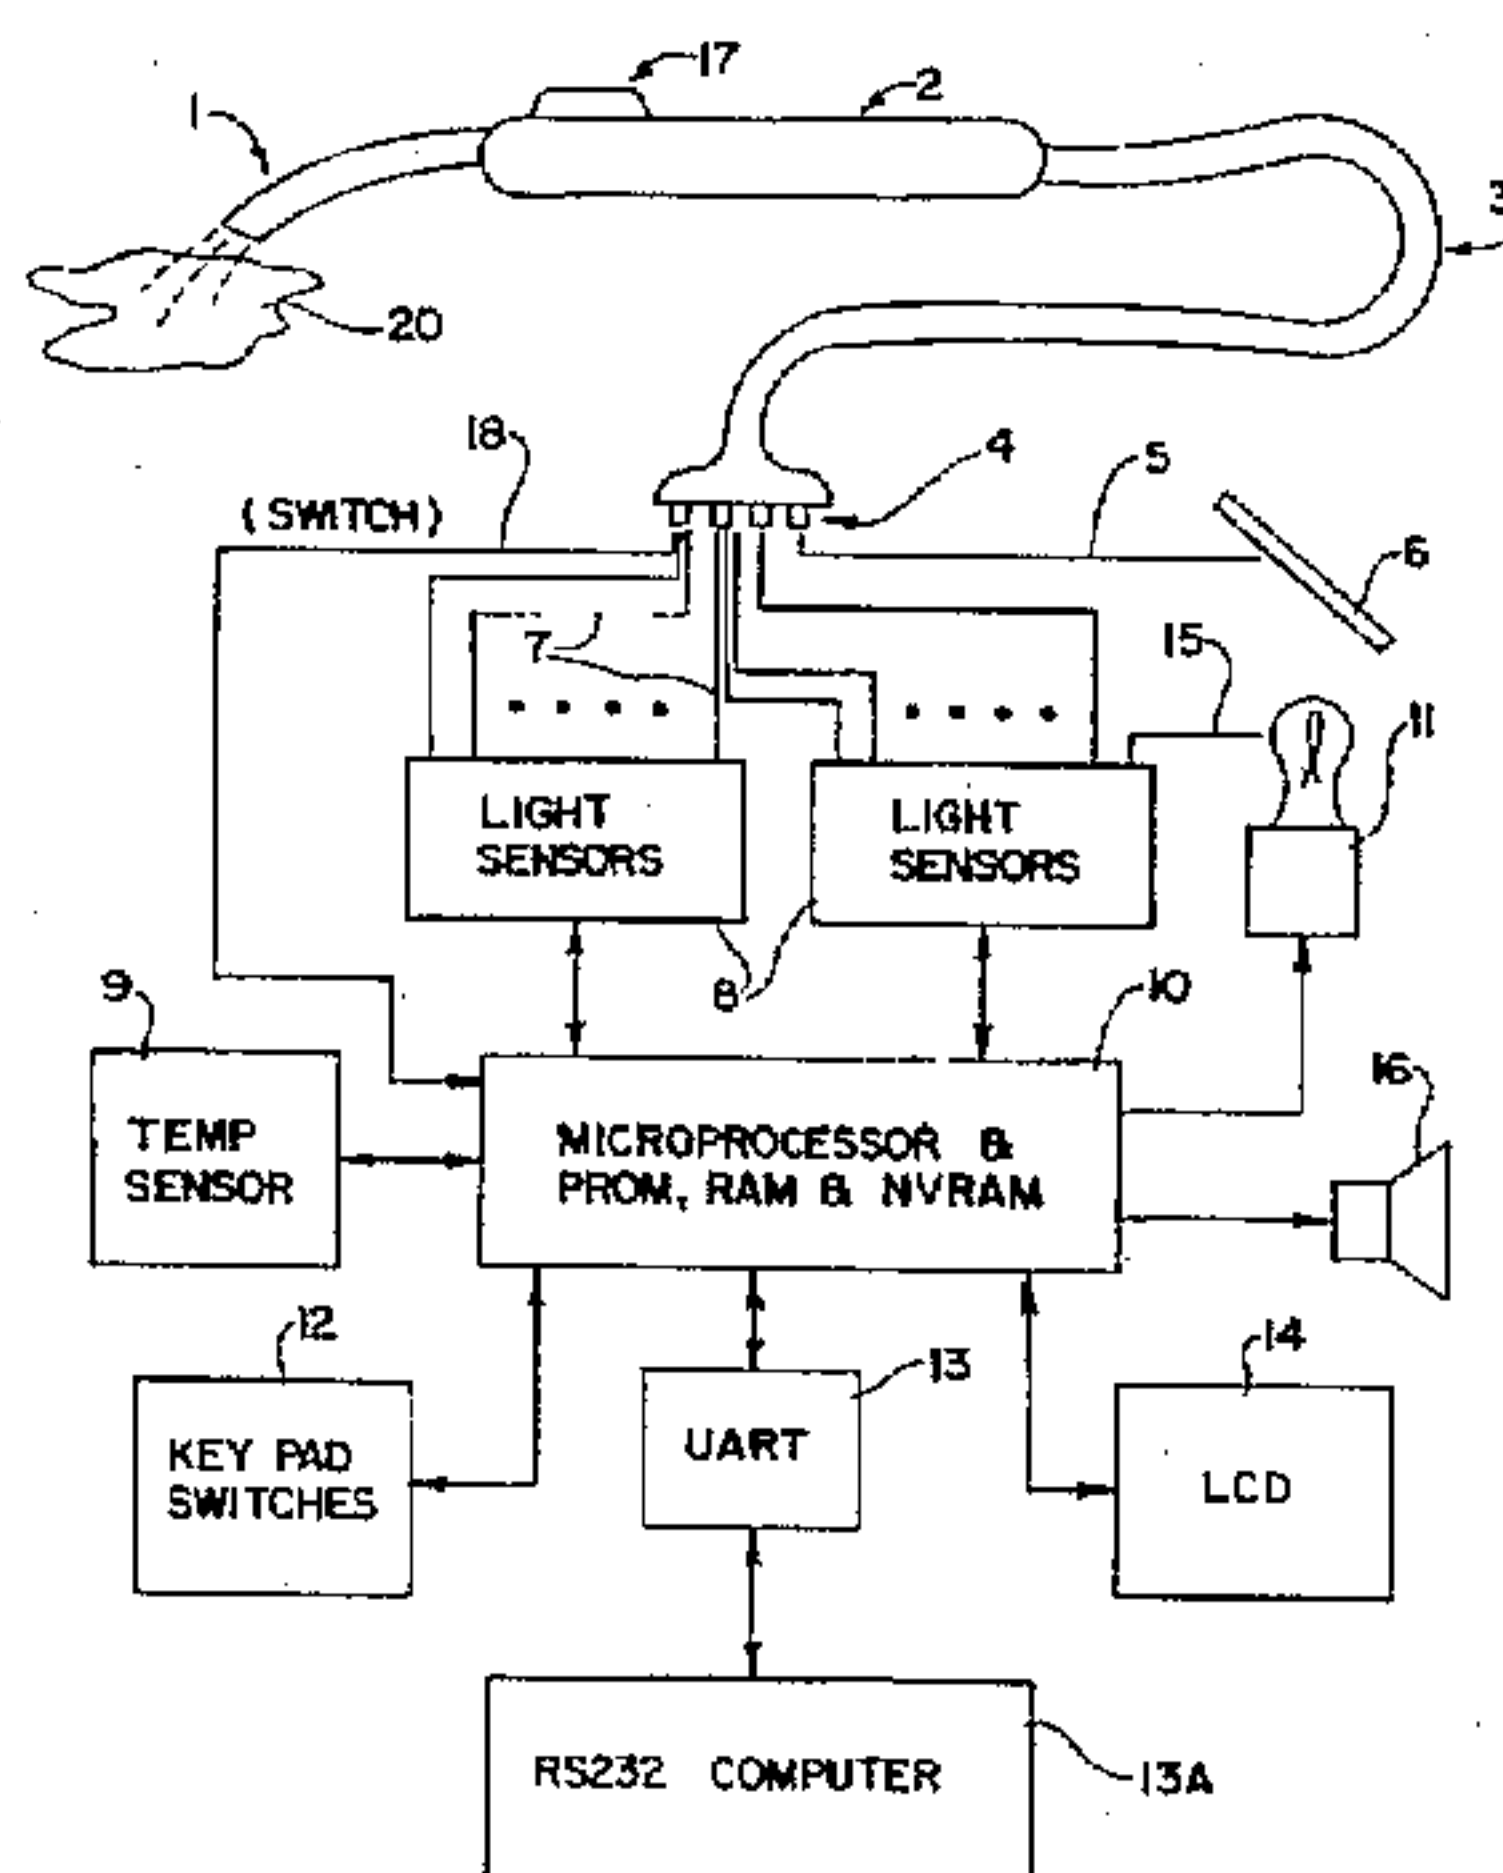 17
2
1
3
20
18
4
5
(SWITCH)
6
7
15
11
LIGHT
SENSORS
LIGHT
SENSORS
8
9
10
16
TEMP
SENSOR
MICROPROCESSOR &
PROM, RAM & NVRAM
12
13
14
KEY PAD
SWITCHES
UART
LCD
RS232 COMPUTER
13A